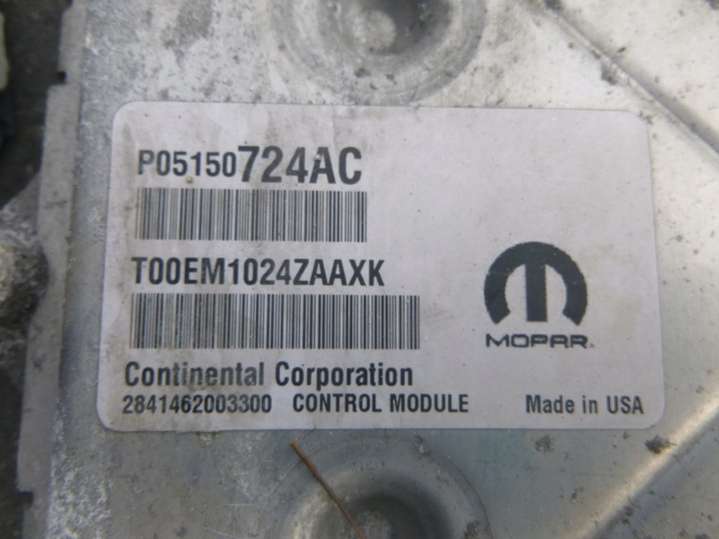 P05150724AC
T00EM1024ZAAXK
MOPAR
Continental Corporation
2841462003300 CONTROL MODULE Made in USA